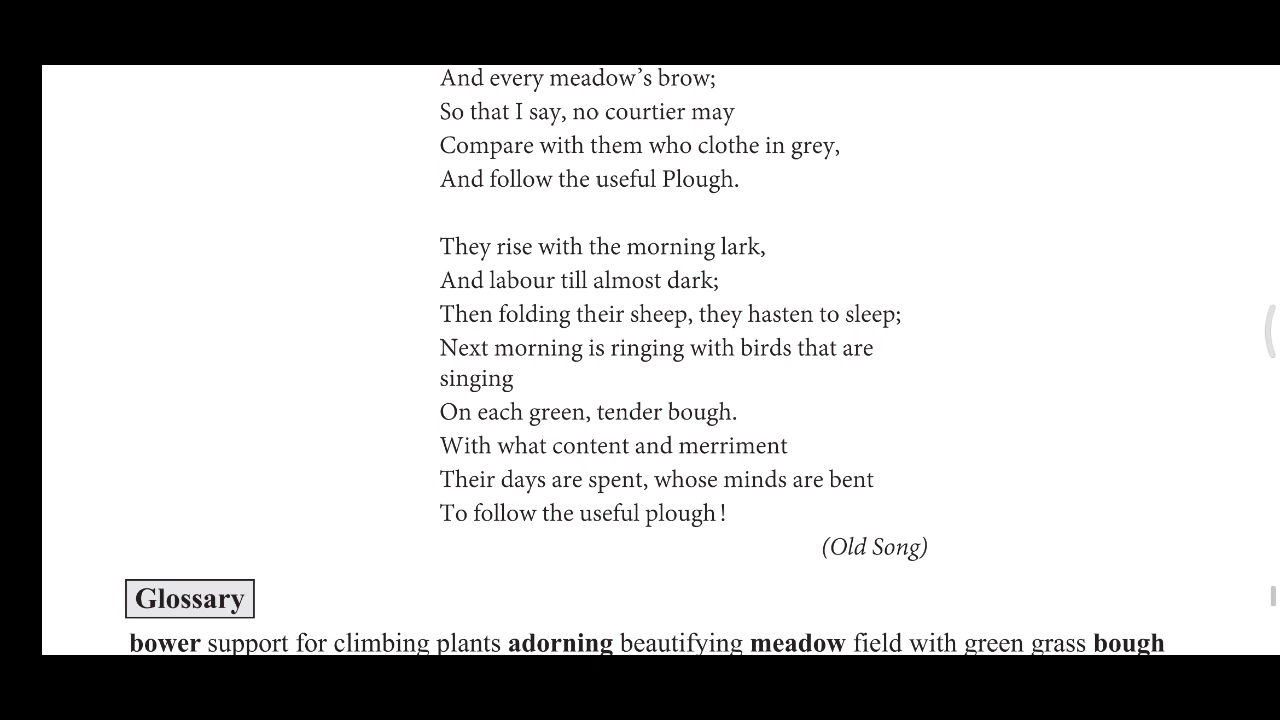 And every meadow’s brow;
So that I say, no courtier may
Compare with them who clothe in grey,
And follow the useful Plough.
They rise with the morning lark,
And labour till almost dark;
Then folding their sheep, they hasten to sleep;
Next morning is ringing with birds that are
singing
On each green, tender bough.
With what content and merriment
Their days are spent, whose minds are bent
To follow the useful plough !
(Old Song)
Glossary
bower support for climbing plants adorning beautifying meadow field with green grass bough